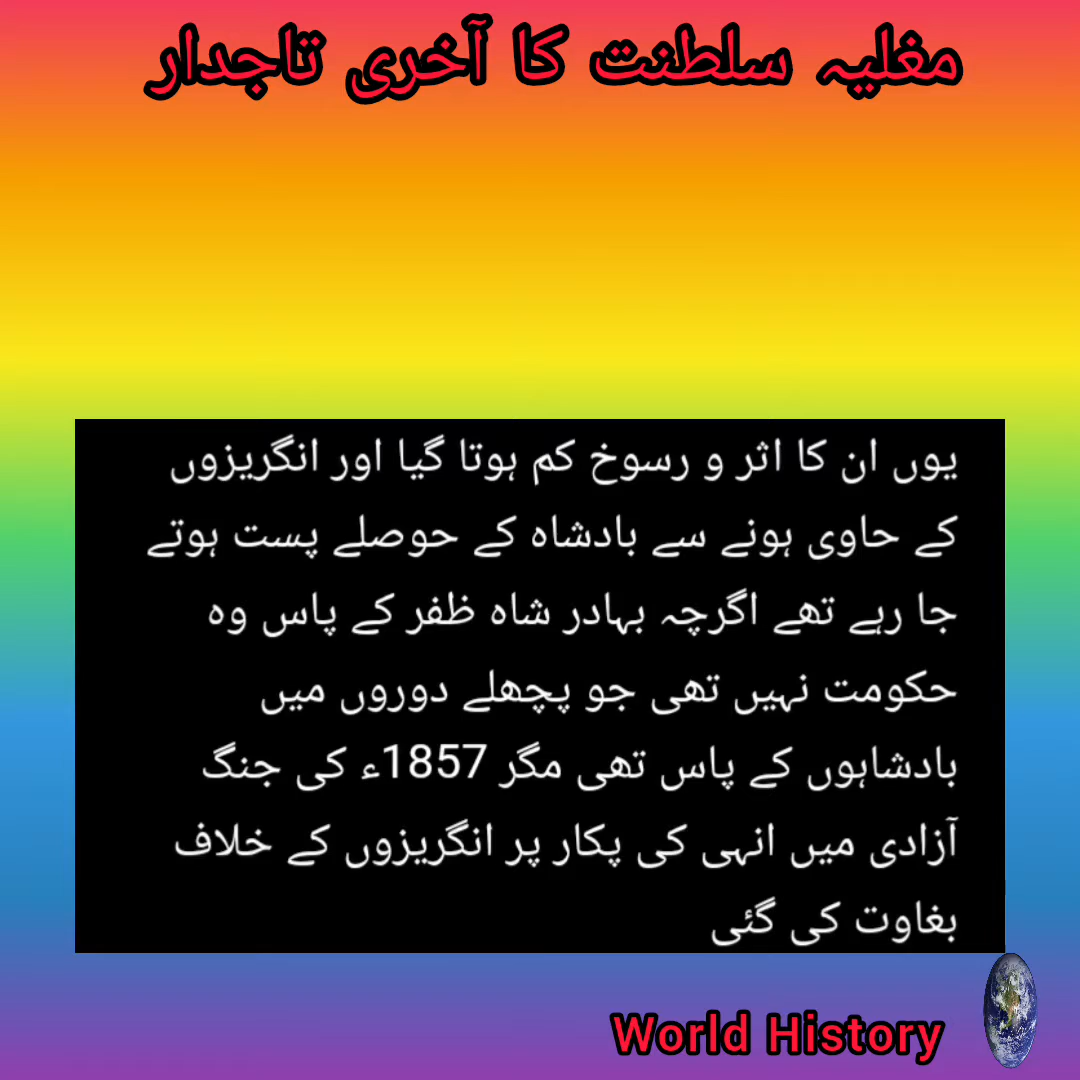 مغلیہ سلطنت کا آخری تاجدار
یوں ان کا اثر و رسوخ کم ہوتا گیا اور انگریزوں
کے حاوی ہونے سے بادشاہ کے حوصلے پست ہوتے
جا رہے تھے اگرچہ بہادر شاہ ظفر کے پاس وہ
حکومت نہیں تھی جو پچھلے دوروں میں
بادشاہوں کے پاس تھی مگر 1857ء کی جنگ
آزادی میں انہی کی پکار پر انگریزوں کے خلاف
بغاوت کی گئی
World History